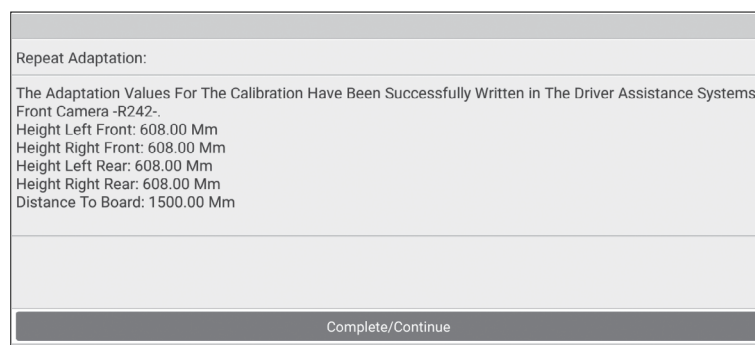 Repeat Adaptation:
The Adaptation Values For The Calibration Have Been Successfully Written in The Driver Assistance Systems
Front Camera -R242-.
Height Left Front: 608.00 Mm
Height Right Front: 608.00 Mm
Height Left Rear: 608.00 Mm
Height Right Rear: 608.00 Mm
Distance To Board: 1500.00 Mm
Complete/Continue